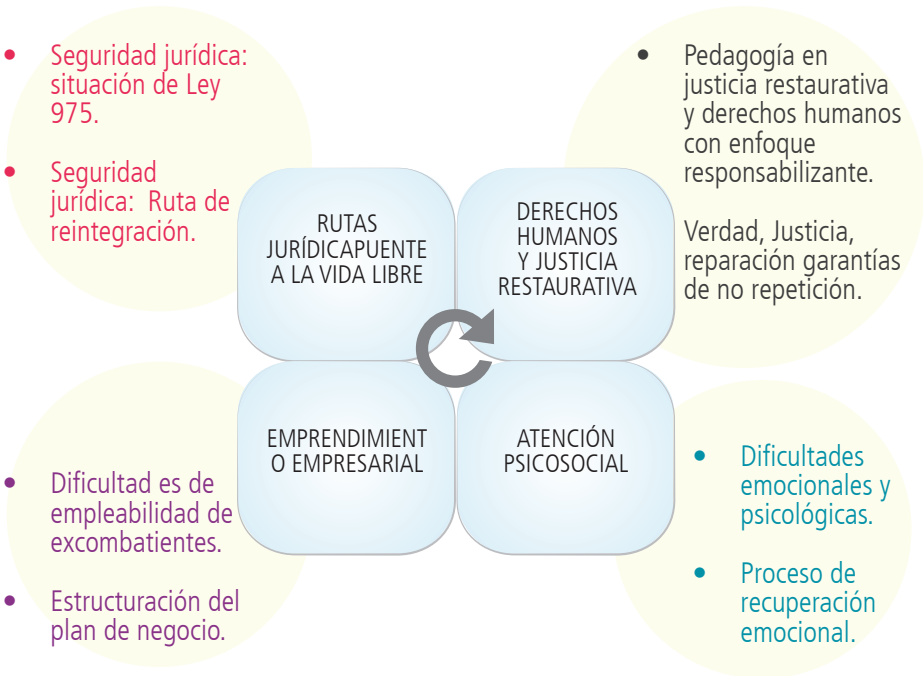 • Seguridad jurídica:
situación de Ley
975.
• Seguridad
jurídica: Ruta de
reintegración.
RUTAS
JURÍDICAPUENTE
A LA VIDA LIBRE
DERECHOS
HUMANOS
Y JUSTICIA
RESTAURATIVA
• Pedagogía en
justicia restaurativa
y derechos humanos
con enfoque
responsabilizante.
Verdad, Justicia,
reparación garantías
de no repetición.
• Dificultad es de
empleabilidad de
excombatientes.
• Estructuración del
plan de negocio.
EMPRENDIMIENT
O EMPRESARIAL
ATENCIÓN
PSICOSOCIAL
• Dificultades
emocionales y
psicológicas.
• Proceso de
recuperación
emocional.